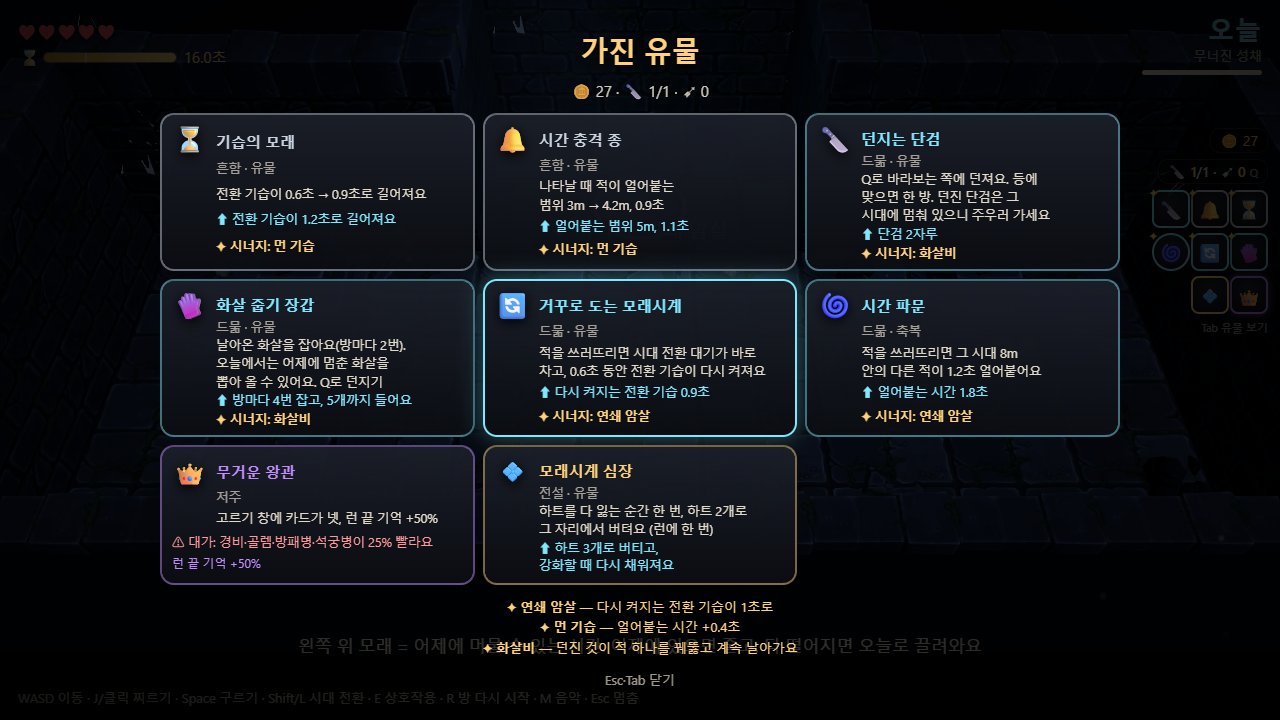 16.0초
오늘
무너진 성채
가진 유물
27 · 1/1 · 0
기습의 모래
흔함 · 유물
전환 기습이 0.6초 → 0.9초로 길어져요
⬆ 전환 기습이 1.2초로 길어져요
✦ 시너지: 먼 기습
시간 충격 종
흔함 · 유물
나타날 때 적이 얼어붙는
범위 3m → 4.2m, 0.9초
⬆ 얼어붙는 범위 5m, 1.1초
✦ 시너지: 먼 기습
던지는 단검
드묾 · 유물
Q로 바라보는 쪽에 던져요. 등에
맞으면 한 방. 던진 단검은 그
시대에 멈춰 있으니 주우러 가세요
⬆ 단검 2자루
✦ 시너지: 화살비
27
1/1 · 0 Q
화살 줍기 장갑
드묾 · 유물
날아온 화살을 잡아요(방마다 2번).
오늘에서는 어제에 멈춘 화살을
뽑아 올 수 있어요. Q로 던지기
⬆ 방마다 4번 잡고, 5개까지 들어요
✦ 시너지: 화살비
거꾸로 도는 모래시계
드묾 · 유물
적을 쓰러뜨리면 시대 전환 대기가 바로
차고, 0.6초 동안 전환 기습이 다시 켜져요
⬆ 다시 켜지는 전환 기습 0.9초
✦ 시너지: 연쇄 암살
시간 파문
드묾 · 축복
적을 쓰러뜨리면 그 시대 8m
안의 다른 적이 1.2초 얼어붙어요
⬆ 얼어붙는 시간 1.8초
✦ 시너지: 연쇄 암살
Tab 유물 보기
무거운 왕관
저주
고르기 창에 카드가 넷, 런 끝 기억 +50%
⚠ 대가: 경비·골렘·방패병·석궁병이 25% 빨라요
런 끝 기억 +50%
모래시계 심장
전설 · 유물
하트를 다 잃는 순간 한 번, 하트 2개로
그 자리에서 버텨요 (런에 한 번)
⬆ 하트 3개로 버티고,
강화할 때 다시 채워져요
✦ 연쇄 암살 — 다시 켜지는 전환 기습이 1초로
✦ 먼 기습 — 얼어붙는 시간 +0.4초
왼쪽 위 모래 = 어제에 떨어지면 오늘로 끌려와요
✦ 화살비 — 던진 것이 적 하나를 꿰뚫고 계속 날아가요
Esc·Tab 닫기
WASD 이동 · J/클릭 찌르기 · Space 구르기 · Shift/L 시대 전환 · E 상호작용 · R 방 다시 시작 · M 음악 · Esc 멈춤